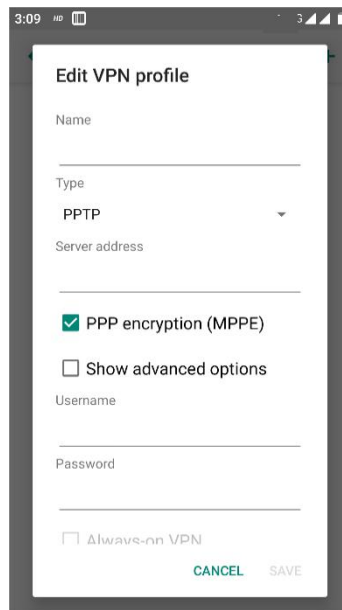 3:09 HD
Edit VPN profile
Name
Type
PPTP
Server address
PPP encryption (MPPE)
Show advanced options
Username
Password
Always-on VPN
CANCEL SAVE